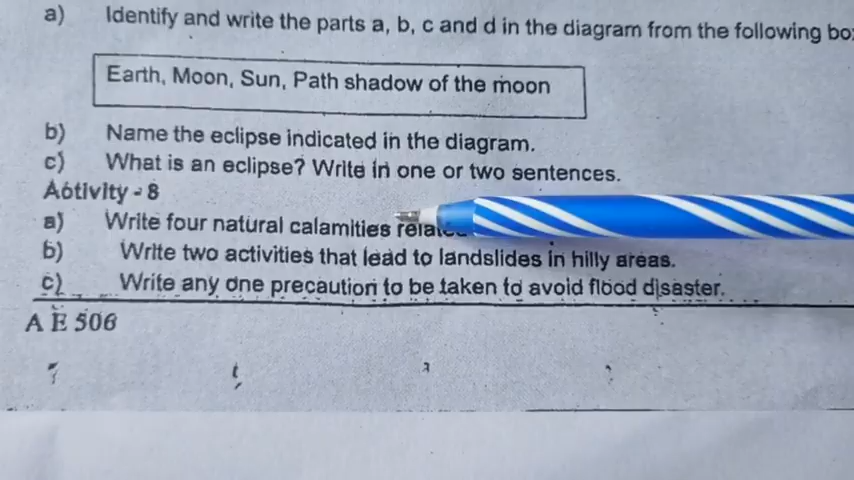 a) Identify and write the parts a, b, c and d in the diagram from the following
Earth, Moon, Sun, Path shadow of the moon
b) Name the eclipse indicated in the diagram.
c) What is an eclipse? Write in one or two sentences.
Activity - 8
a) Write four natural calamities
b) Write two activities that lead to landslides in hilly areas.
c) Write any one precaution to be taken to avoid flood disaster.
A E 506